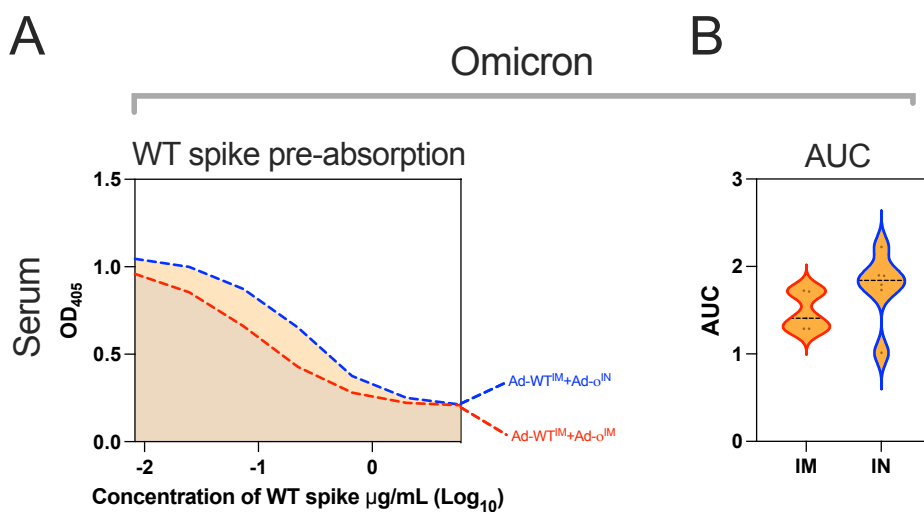 A
B
Omicron
WT spike pre-absorption
AUC
Serum
OD405
1.5
1.0
0.5
0.0
-2
-1
0
Concentration of WT spike µg/mL (Log10)
Ad-WTIM+Ad-oIN
Ad-WTIM+Ad-oIM
AUC
3
2
1
0
IM
IN